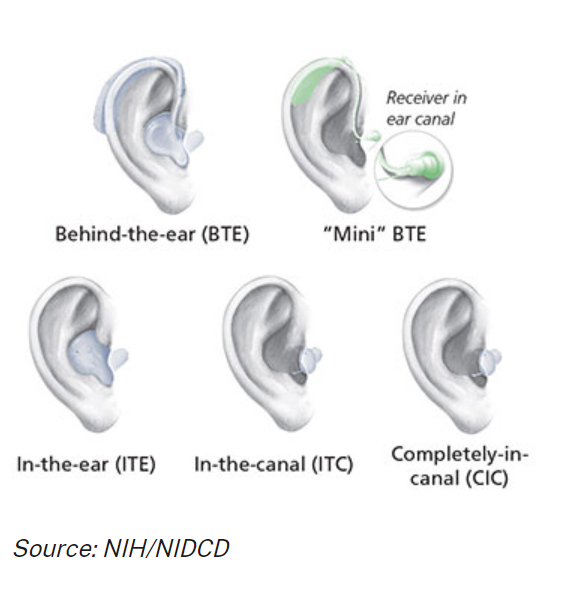 Receiver in
ear canal
Behind-the-ear (BTE)
“Mini” BTE
In-the-ear (ITE)
In-the-canal (ITC)
Completely-in-
canal (CIC)
Source: NIH/NIDCD